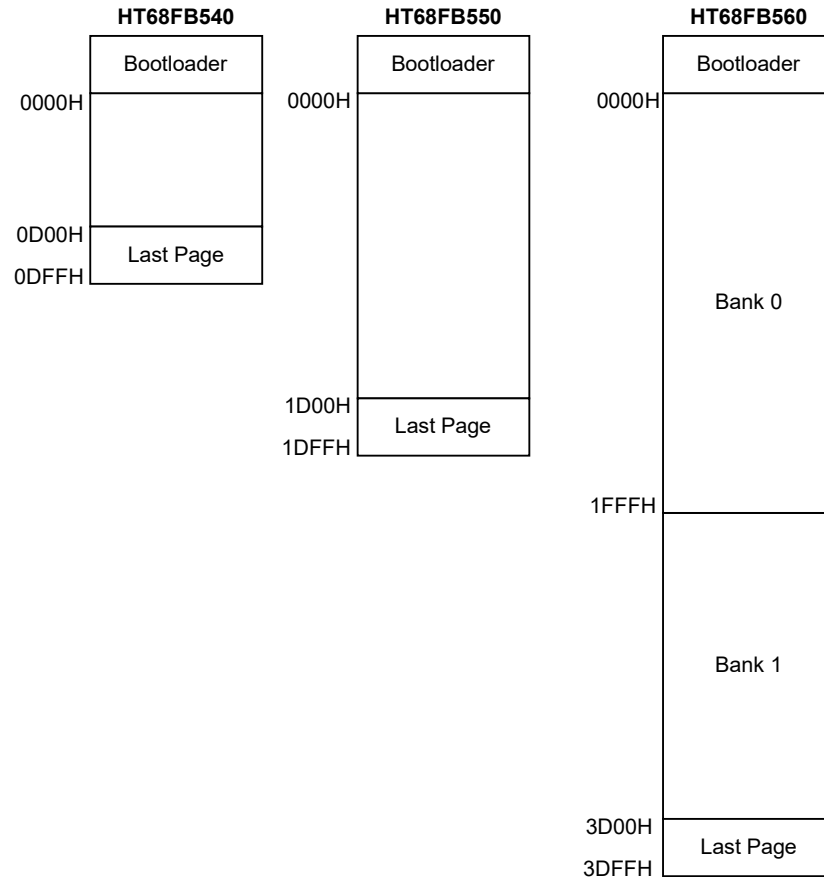 HT68FB540 HT68FB550 HT68FB560
Bootloader Bootloader Bootloader
0000H 0000H 0000H
0D00H
Last Page
0DFFH
Bank 0
1D00H
Last Page
1DFFH
1FFFH
Bank 1
3D00H
Last Page
3DFFH